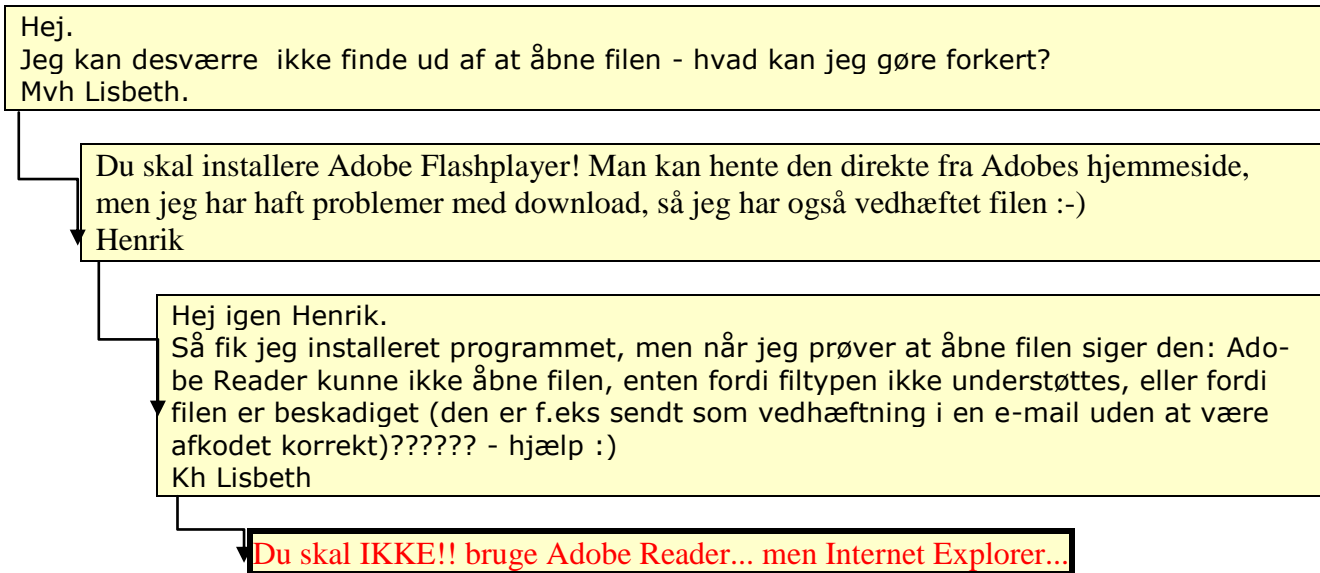 Hej.
Jeg kan desværre  ikke finde ud af at åbne filen - hvad kan jeg gøre forkert?
Mvh Lisbeth.
Du skal installere Adobe Flashplayer! Man kan hente den direkte fra Adobes hjemmeside,
men jeg har haft problemer med download, så jeg har også vedhæftet filen :-)
Henrik
Hej igen Henrik.
Så fik jeg installeret programmet, men når jeg prøver at åbne filen siger den: Ado-
be Reader kunne ikke åbne filen, enten fordi filtypen ikke understøttes, eller fordi
filen er beskadiget (den er f.eks sendt som vedhæftning i en e-mail uden at være
afkodet korrekt)?????? - hjælp :)
Kh Lisbeth
Du skal IKKE!! bruge Adobe Reader... men Internet Explorer...